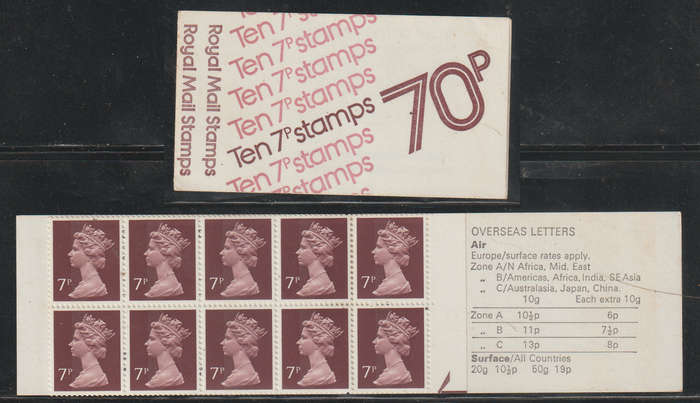 Royal Mail Stamps
Royal Mail Stamps
Ten 7P stamps
Ten 7P stamps
Ten 7P stamps
Ten 7P stamps
Ten 7P stamps
Ten 7P stamps
Ten 7P stamps
70P
7P 7P 7P 7P 7P
7P 7P 7P 7P 7P
OVERSEAS LETTERS
Air
Europe/surface rates apply.
Zone A/N Africa, Mid. East
„ B/Americas, Africa, India, SE Asia
„ C/Australasia, Japan, China.
10g Each extra 10g
Zone A 10½p 6p
„ B 11p 7½p
„ C 13p 8p
Surface/All Countries
20g 10½p 60g 19p